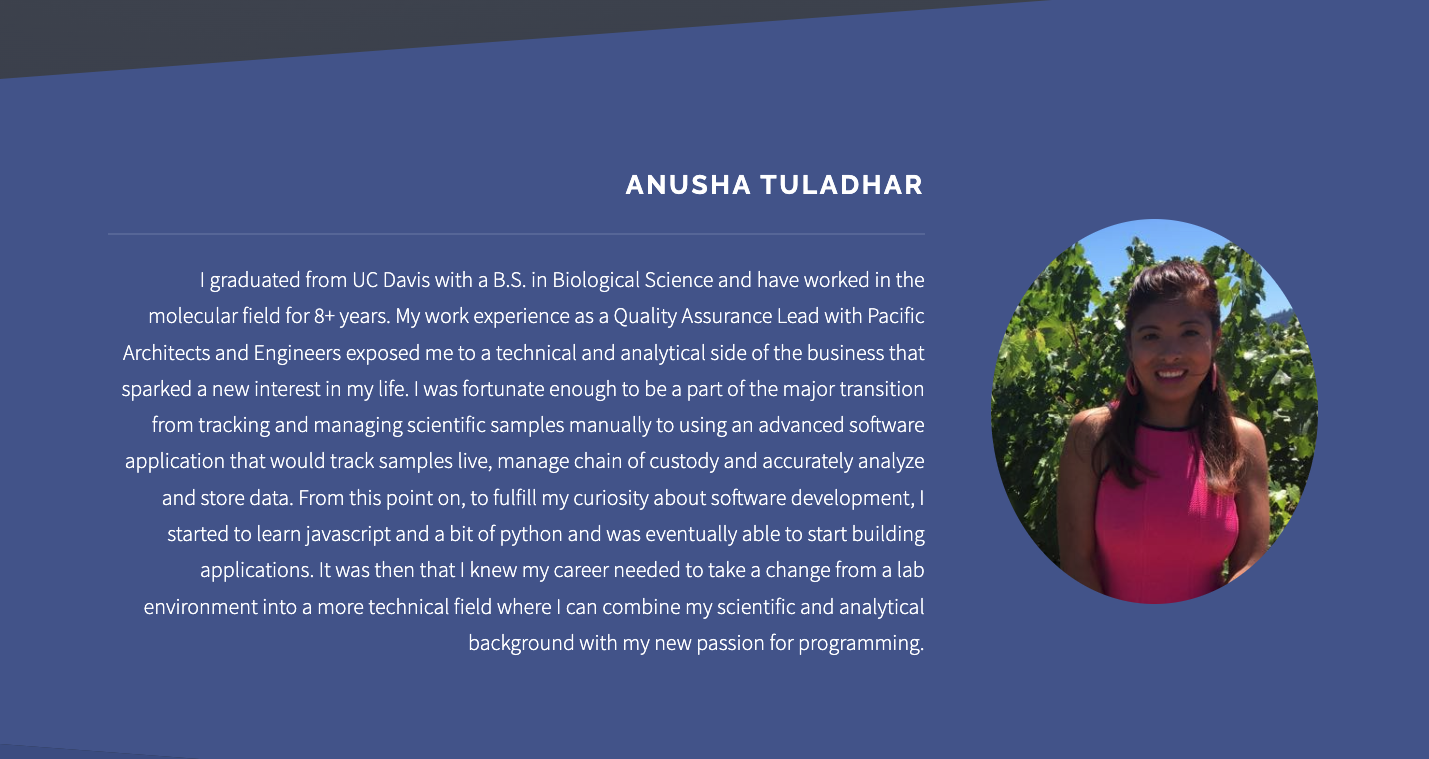 ANUSHA TULADHAR
I graduated from UC Davis with a B.S. in Biological Science and have worked in the
molecular field for 8+ years. My work experience as a Quality Assurance Lead with Pacific
Architects and Engineers exposed me to a technical and analytical side of the business that
sparked a new interest in my life. I was fortunate enough to be a part of the major transition
from tracking and managing scientific samples manually to using an advanced software
application that would track samples live, manage chain of custody and accurately analyze
and store data. From this point on, to fulfill my curiosity about software development, I
started to learn javascript and a bit of python and was eventually able to start building
applications. It was then that I knew my career needed to take a change from a lab
environment into a more technical field where I can combine my scientific and analytical
background with my new passion for programming.